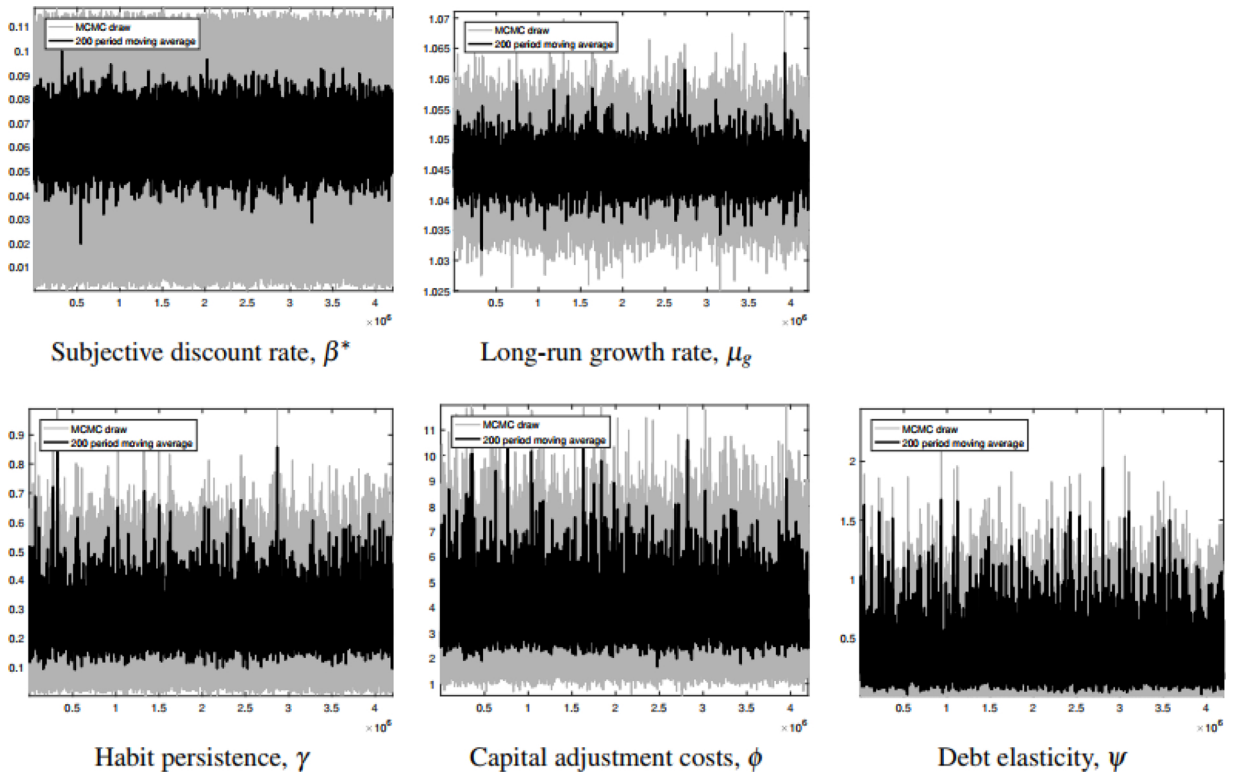 MCMC draw
200 period moving average
0.1
0.09
0.08
0.07
0.06
0.05
0.04
0.03
0.02
0.01
0.5 1 1.5 2 2.5 3 3.5 4
×10⁶
Subjective discount rate, β*
MCMC draw
200 period moving average
1.07
1.065
1.06
1.055
1.05
1.045
1.04
1.035
1.03
1.025
0.5 1 1.5 2 2.5 3 3.5 4
×10⁶
Long-run growth rate, μg
MCMC draw
200 period moving average
0.9
0.8
0.7
0.6
0.5
0.4
0.3
0.2
0.1
0.5 1 1.5 2 2.5 3 3.5 4
×10⁶
Habit persistence, γ
MCMC draw
200 period moving average
11
10
9
8
7
6
5
4
3
2
1
0.5 1 1.5 2 2.5 3 3.5 4
×10⁶
Capital adjustment costs, ϕ
MCMC draw
200 period moving average
2
1.5
1
0.5
0.5 1 1.5 2 2.5 3 3.5 4
×10⁶
Debt elasticity, ψ